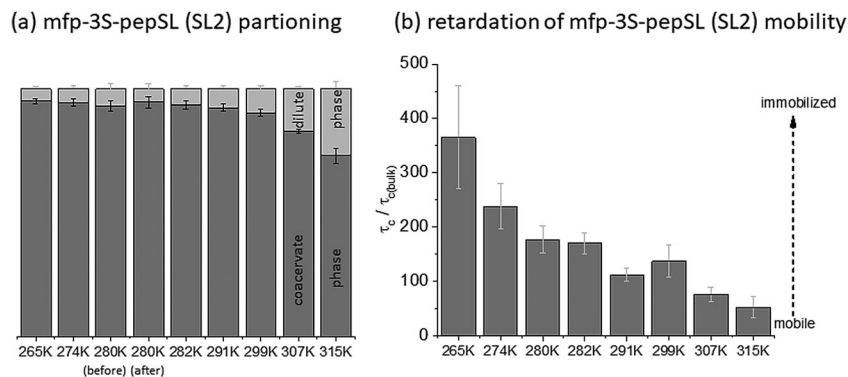 (a) mfp-3S-pepSL (SL2) partioning
dilute
phase
coacervate
phase
265K 274K 280K 280K 282K 291K 299K 307K 315K
(before) (after)
(b) retardation of mfp-3S-pepSL (SL2) mobility
500
400
300
200
100
0
τc / τc(bulk)
immobilized
mobile
265K 274K 280K 282K 291K 299K 307K 315K